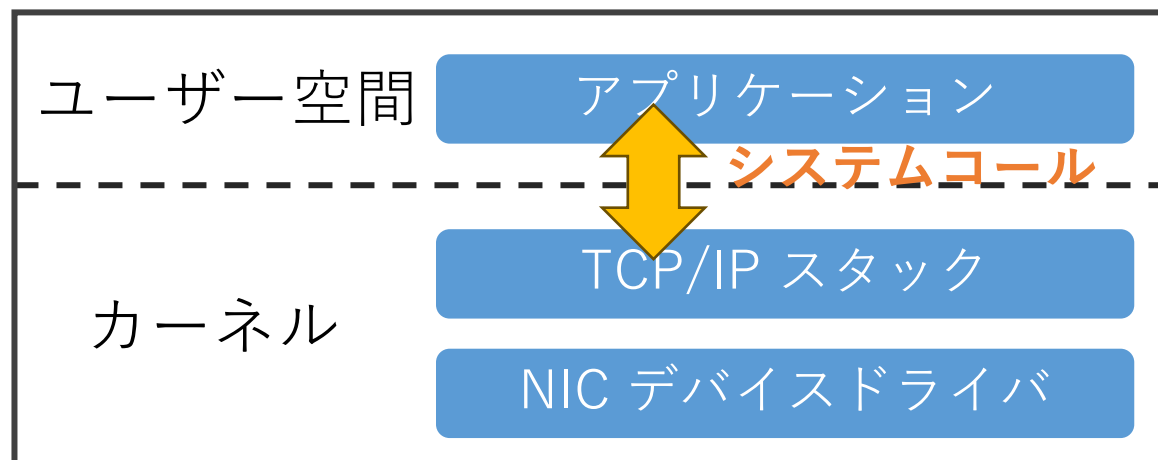 ユーザー空間
アプリケーション
システムコール
カーネル
TCP/IP スタック
NIC デバイスドライバ